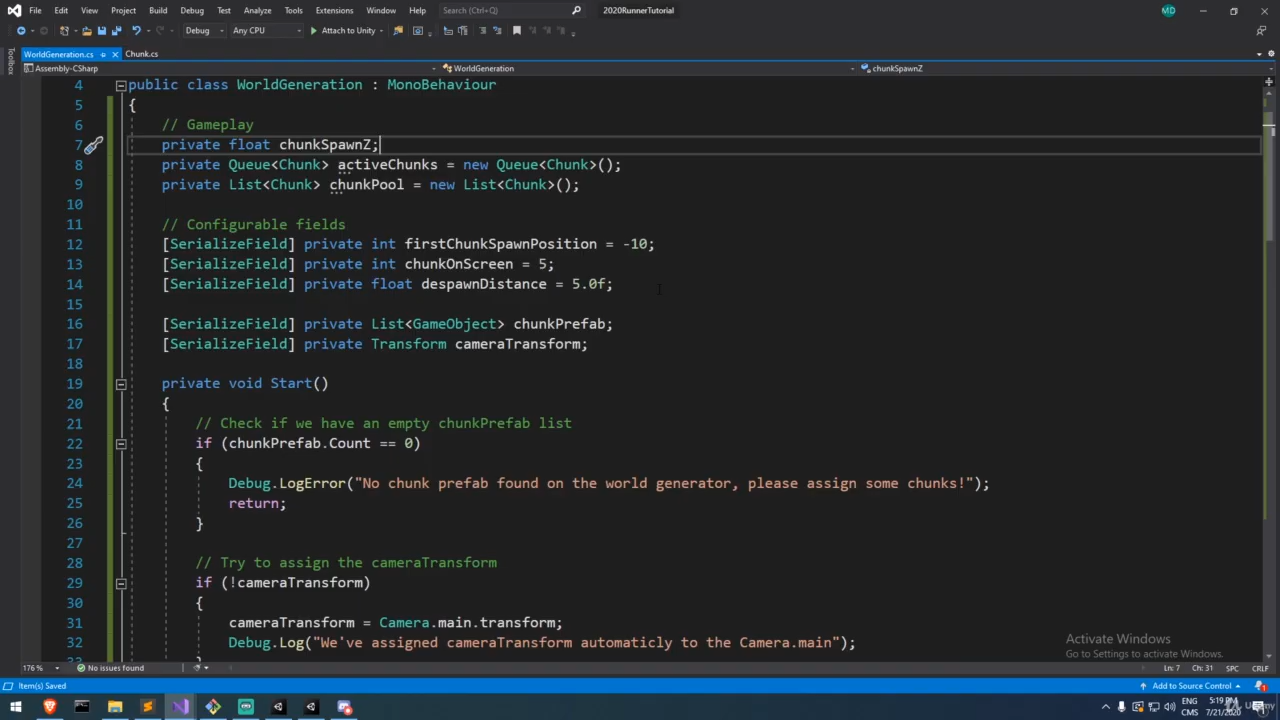 File Edit View Project Build Debug Test Analyze Tools Extensions Window Help Search (Ctrl+Q) 2020RunnerTutorial MD
Debug Any CPU Attach to Unity
WorldGeneration.cs Chunk.cs
Toolbox
Assembly-CSharp WorldGeneration chunkSpawnZ
4 public class WorldGeneration : MonoBehaviour
5 {
6 // Gameplay
7 private float chunkSpawnZ;
8 private Queue<Chunk> activeChunks = new Queue<Chunk>();
9 private List<Chunk> chunkPool = new List<Chunk>();
10
11 // Configurable fields
12 [SerializeField] private int firstChunkSpawnPosition = -10;
13 [SerializeField] private int chunkOnScreen = 5;
14 [SerializeField] private float despawnDistance = 5.0f;
15
16 [SerializeField] private List<GameObject> chunkPrefab;
17 [SerializeField] private Transform cameraTransform;
18
19 private void Start()
20 {
21 // Check if we have an empty chunkPrefab list
22 if (chunkPrefab.Count == 0)
23 {
24 Debug.LogError("No chunk prefab found on the world generator, please assign some chunks!");
25 return;
26 }
27
28 // Try to assign the cameraTransform
29 if (!cameraTransform)
30 {
31 cameraTransform = Camera.main.transform;
32 Debug.Log("We've assigned cameraTransform automaticly to the Camera.main");
33 }
Activate Windows
Go to Settings to activate Windows.
176 % No issues found Ln: 7 Ch: 31 SPC CRLF
Item(s) Saved Add to Source Control
ENG
CMS
5:19 PM
7/21/2020
Udemy